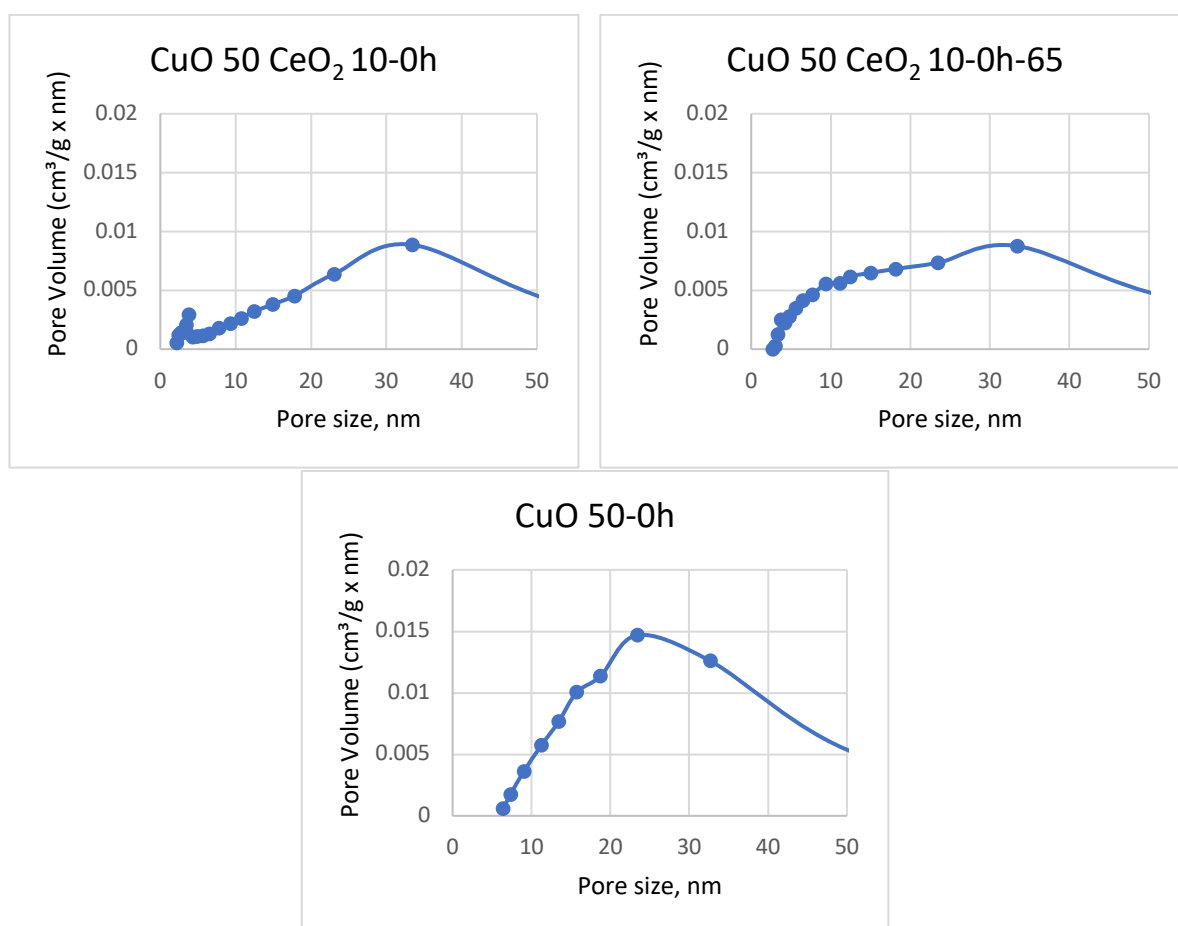 CuO 50 CeO₂ 10-0h
Pore Volume (cm³/g x nm)
0.02
0.015
0.01
0.005
0
0 10 20 30 40 50
Pore size, nm
CuO 50 CeO₂ 10-0h-65
Pore Volume (cm³/g x nm)
0.02
0.015
0.01
0.005
0
0 10 20 30 40 50
Pore size, nm
CuO 50-0h
Pore Volume (cm³/g x nm)
0.02
0.015
0.01
0.005
0
0 10 20 30 40 50
Pore size, nm